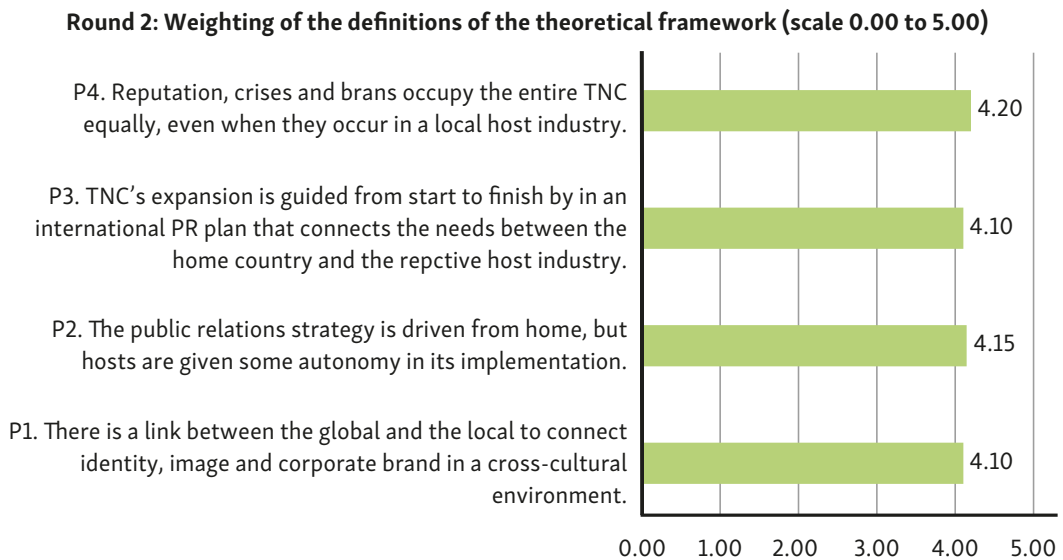 Round 2: Weighting of the definitions of the theoretical framework (scale 0.00 to 5.00)
P4. Reputation, crises and brans occupy the entire TNC
equally, even when they occur in a local host industry.
4.20
P3. TNC’s expansion is guided from start to finish by in an
international PR plan that connects the needs between the
home country and the repctive host industry.
4.10
P2. The public relations strategy is driven from home, but
hosts are given some autonomy in its implementation.
4.15
P1. There is a link between the global and the local to connect
identity, image and corporate brand in a cross-cultural
environment.
4.10
0.00 1.00 2.00 3.00 4.00 5.00